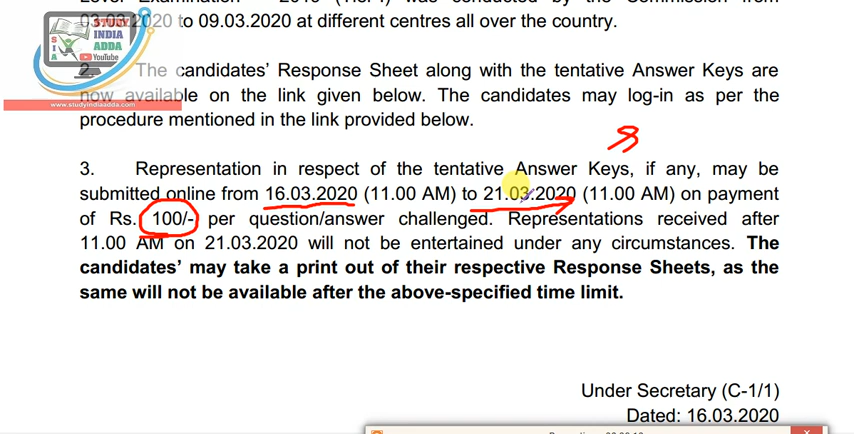 Level Examination – (Tier-I) was conducted by the Commission from
2020 to 09.03.2020 at different centres all over the country.
STUDY
INDIA
ADDA
YouTube
S
I
A
www.studyindiaadda.com
2. The candidates' Response Sheet along with the tentative Answer Keys are
now available on the link given below. The candidates may log-in as per the
procedure mentioned in the link provided below.
3. Representation in respect of the tentative Answer Keys, if any, may be
submitted online from 16.03.2020 (11.00 AM) to 21.03.2020 (11.00 AM) on payment
of Rs. 100/- per question/answer challenged. Representations received after
11.00 AM on 21.03.2020 will not be entertained under any circumstances. The
candidates' may take a print out of their respective Response Sheets, as the
same will not be available after the above-specified time limit.
Under Secretary (C-1/1)
Dated: 16.03.2020